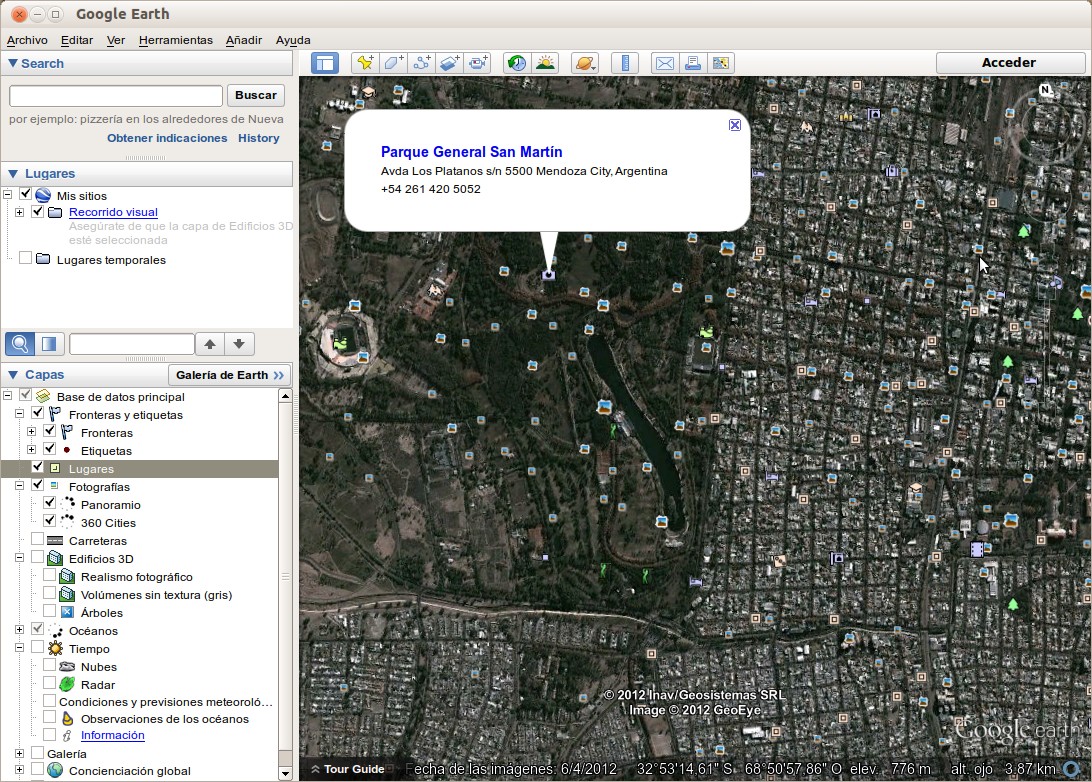 Google Earth
Archivo Editar Ver Herramientas Añadir Ayuda
Search
Buscar
por ejemplo: pizzería en los alrededores de Nueva
Obtener indicaciones History
Lugares
Mis sitios
Recorrido visual
Asegúrate de que la capa de Edificios 3D
esté seleccionada
Lugares temporales
Capas
Galería de Earth »
Base de datos principal
Fronteras y etiquetas
Fronteras
Etiquetas
Lugares
Fotografías
Panoramio
360 Cities
Carreteras
Edificios 3D
Realismo fotográfico
Volúmenes sin textura (gris)
Árboles
Océanos
Tiempo
Nubes
Radar
Condiciones y previsiones meteoroló…
Observaciones de los océanos
Información
Galería
Concienciación global
Acceder
N
Parque General San Martín
Avda Los Platanos s/n 5500 Mendoza City, Argentina
+54 261 420 5052
© 2012 Inav/Geosistemas SRL
Image © 2012 GeoEye
Google earth
Tour Guide
Fecha de las imágenes: 6/4/2012 32°53'14.61" S 68°50'57.86" O elev. 776 m alt. ojo 3.87 km